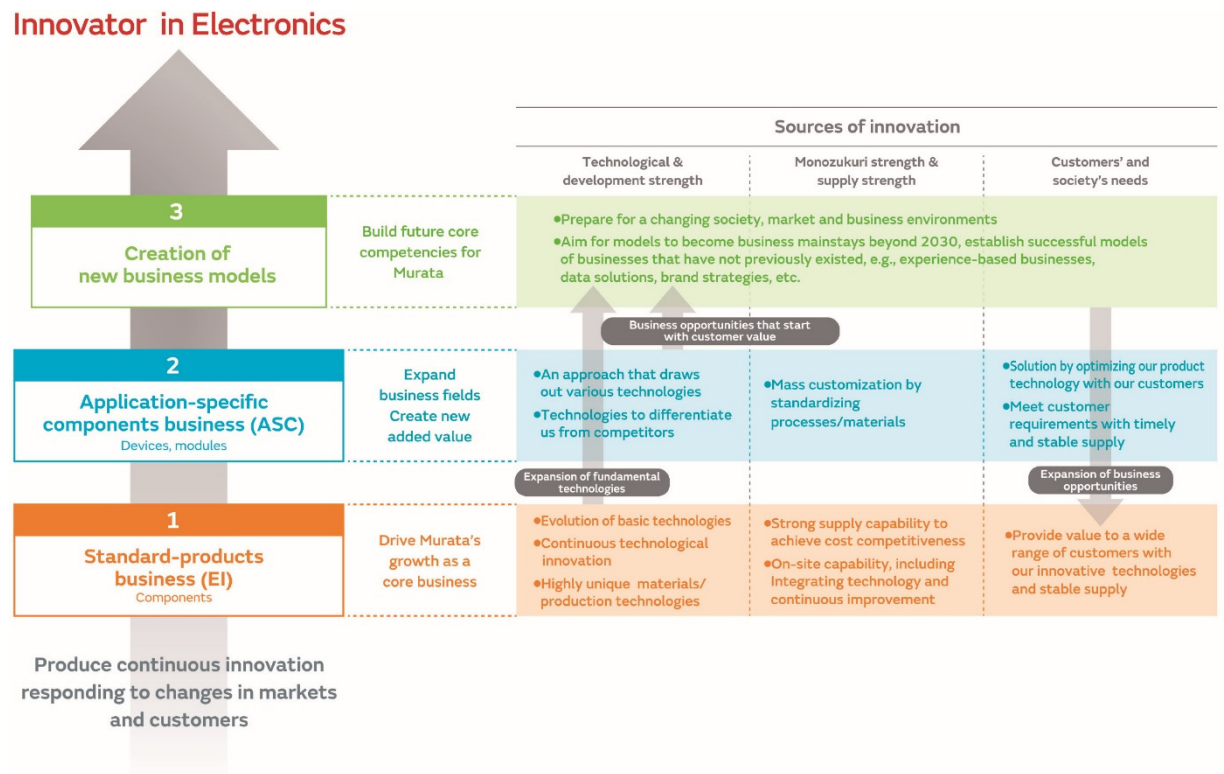 Innovator in Electronics
Sources of innovation
Technological &
development strength
Monozukuri strength &
supply strength
Customers' and
society's needs
3
Creation of
new business models
Build future core
competencies for
Murata
●Prepare for a changing society, market and business environments
●Aim for models to become business mainstays beyond 2030, establish successful models
of businesses that have not previously existed, e.g., experience-based businesses,
data solutions, brand strategies, etc.
Business opportunities that start
with customer value
2
Application-specific
components business (ASC)
Devices, modules
Expand
business fields
Create new
added value
●An approach that draws
out various technologies
●Technologies to differentiate
us from competitors
●Mass customization by
standardizing
processes/materials
●Solution by optimizing our product
technology with our customers
●Meet customer
requirements with timely
and stable supply
Expansion of fundamental
technologies
Expansion of business
opportunities
1
Standard-products
business (EI)
Components
Drive Murata's
growth as a
core business
●Evolution of basic technologies
●Continuous technological
innovation
●Highly unique materials/
production technologies
●Strong supply capability to
achieve cost competitiveness
●On-site capability, including
Integrating technology and
continuous improvement
●Provide value to a wide
range of customers with
our innovative technologies
and stable supply
Produce continuous innovation
responding to changes in markets
and customers